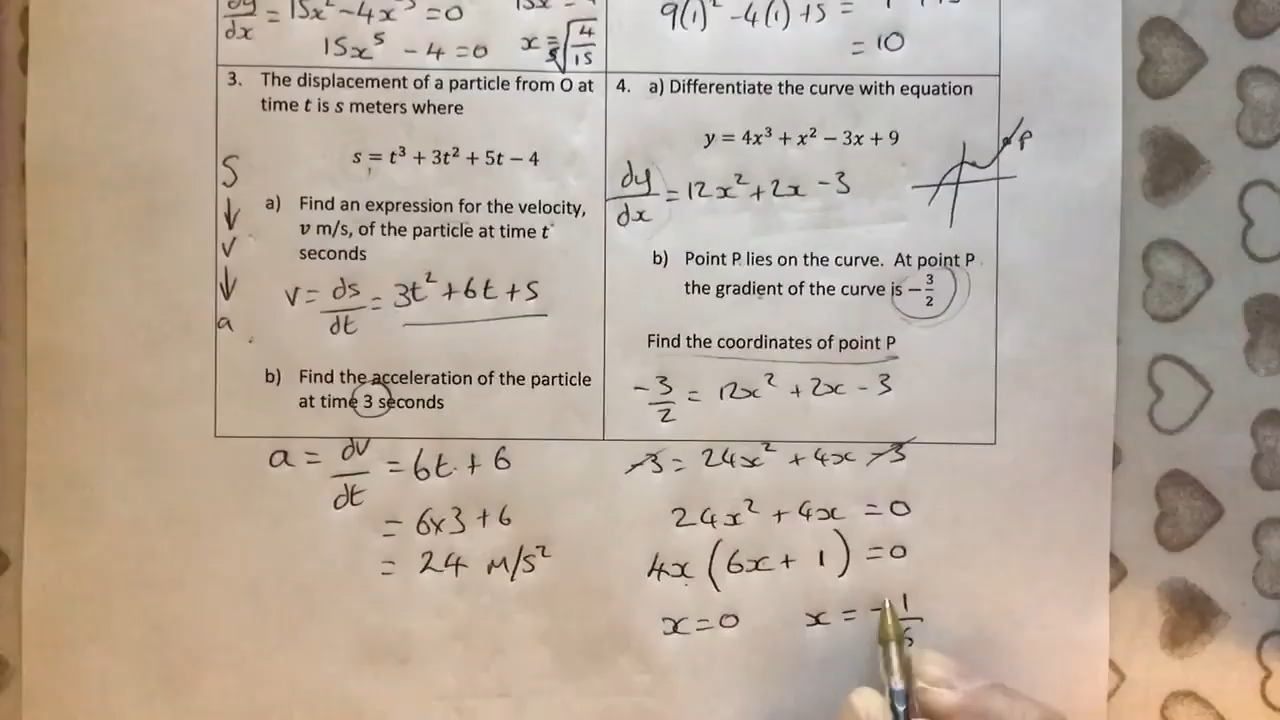 dy/dx = 15x² - 4x⁻³ = 0
15x⁵ - 4 = 0 x = ⁵√4/15
9(1)² - 4(1) + 5 =
= 10
3. The displacement of a particle from O at
time t is s meters where
s = t³ + 3t² + 5t – 4
a) Find an expression for the velocity,
v m/s, of the particle at time t
seconds
S
↓
v
↓
a
v = ds/dt = 3t² + 6t + 5
b) Find the acceleration of the particle
at time 3 seconds
a = dv/dt = 6t + 6
= 6x3 + 6
= 24 m/s²
4. a) Differentiate the curve with equation
y = 4x³ + x² – 3x + 9
dy/dx = 12x² + 2x - 3
P
b) Point P lies on the curve. At point P
the gradient of the curve is – 3/2
Find the coordinates of point P
-3/2 = 12x² + 2x - 3
-3 = 24x² + 4x - 3
24x² + 4x = 0
4x (6x + 1) = 0
x = 0 x = -1/6